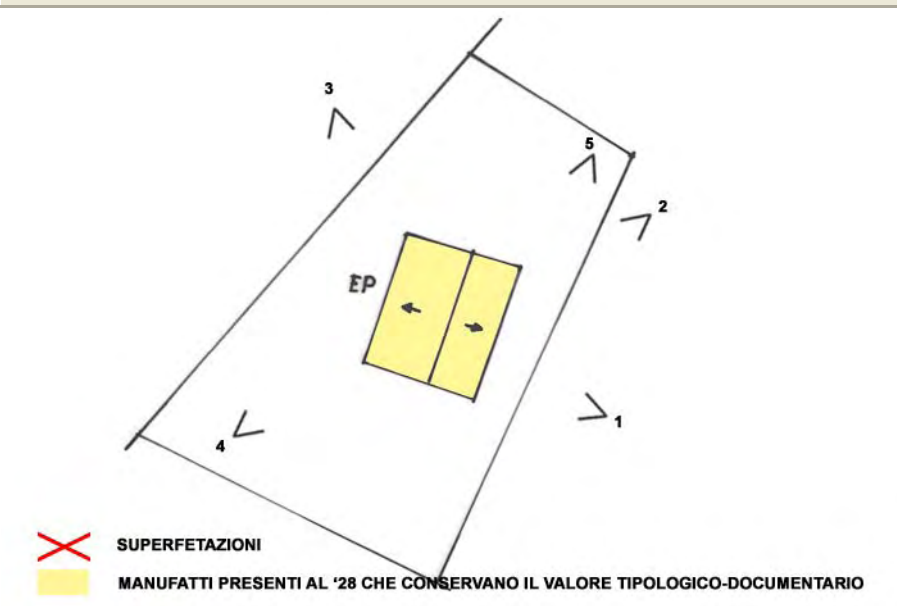 3
5
2
EP
1
4
SUPERFETAZIONI
MANUFATTI PRESENTI AL ‘28 CHE CONSERVANO IL VALORE TIPOLOGICO-DOCUMENTARIO